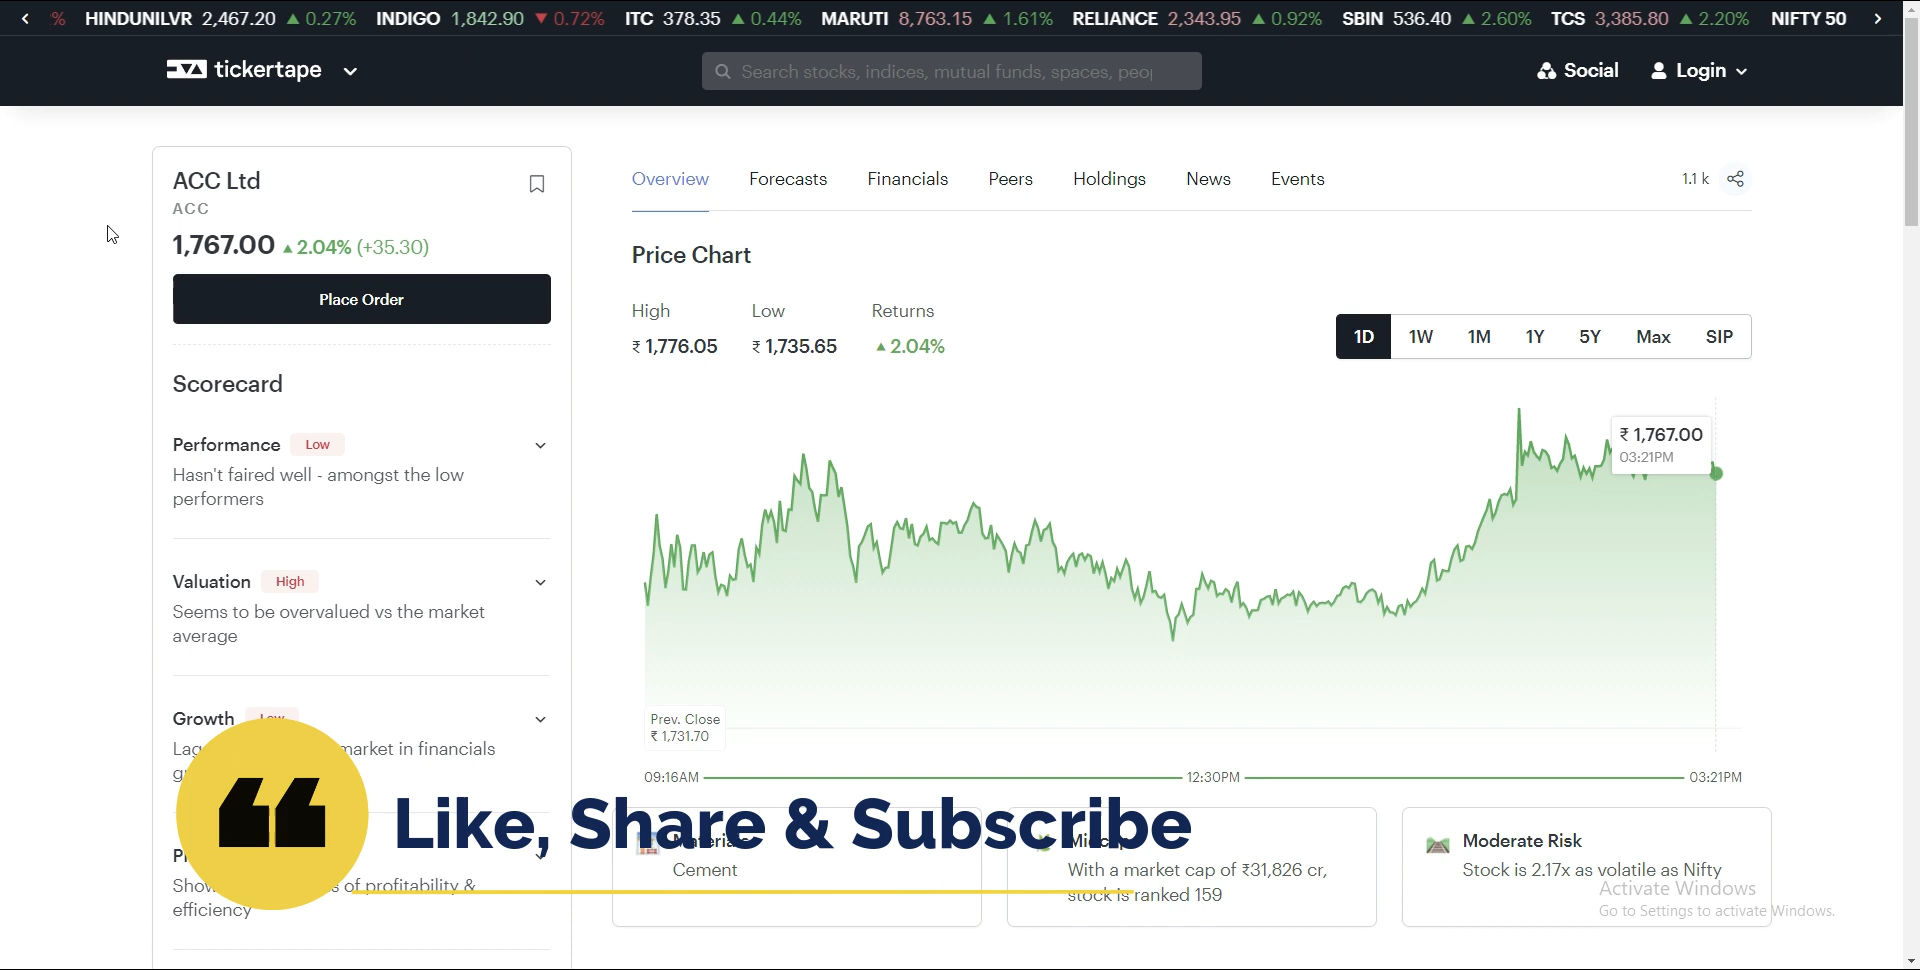 % HINDUNILVR 2,467.20 ▲ 0.27% INDIGO 1,842.90 ▼ 0.72% ITC 378.35 ▲ 0.44% MARUTI 8,763.15 ▲ 1.61% RELIANCE 2,343.95 ▲ 0.92% SBIN 536.40 ▲ 2.60% TCS 3,385.80 ▲ 2.20% NIFTY 50
tickertape
Search stocks, indices, mutual funds, spaces,
Social
Login
ACC Ltd
ACC
1,767.00 ▲ 2.04% (+35.30)
Place Order
Scorecard
Performance Low
Hasn't faired well - amongst the low
performers
Valuation High
Seems to be overvalued vs the market
average
Growth
market in financials
of profitability &
efficiency
Overview Forecasts Financials Peers Holdings News Events
1.1 k
Price Chart
High Low Returns
₹ 1,776.05 ₹ 1,735.65 ▲ 2.04%
1D 1W 1M 1Y 5Y Max SIP
₹ 1,767.00
03:21PM
Prev. Close
₹ 1,731.70
09:16AM 12:30PM 03:21PM
Like, Share & Subscribe
Cement
With a market cap of ₹31,826 cr,
stock is ranked 159
Moderate Risk
Stock is 2.17x as volatile as Nifty
Activate Windows
Go to Settings to activate Windows.